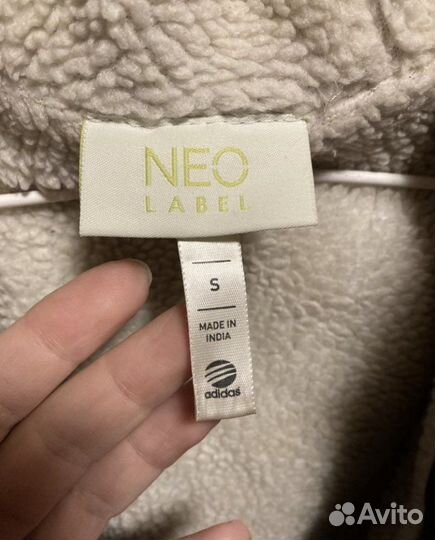 NEO
LABEL
S
MADE IN
INDIA
adidas
Avito